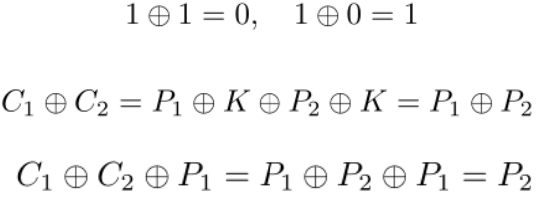 1 ⊕ 1 = 0, 1 ⊕ 0 = 1
C₁ ⊕ C₂ = P₁ ⊕ K ⊕ P₂ ⊕ K = P₁ ⊕ P₂
C₁ ⊕ C₂ ⊕ P₁ = P₁ ⊕ P₂ ⊕ P₁ = P₂